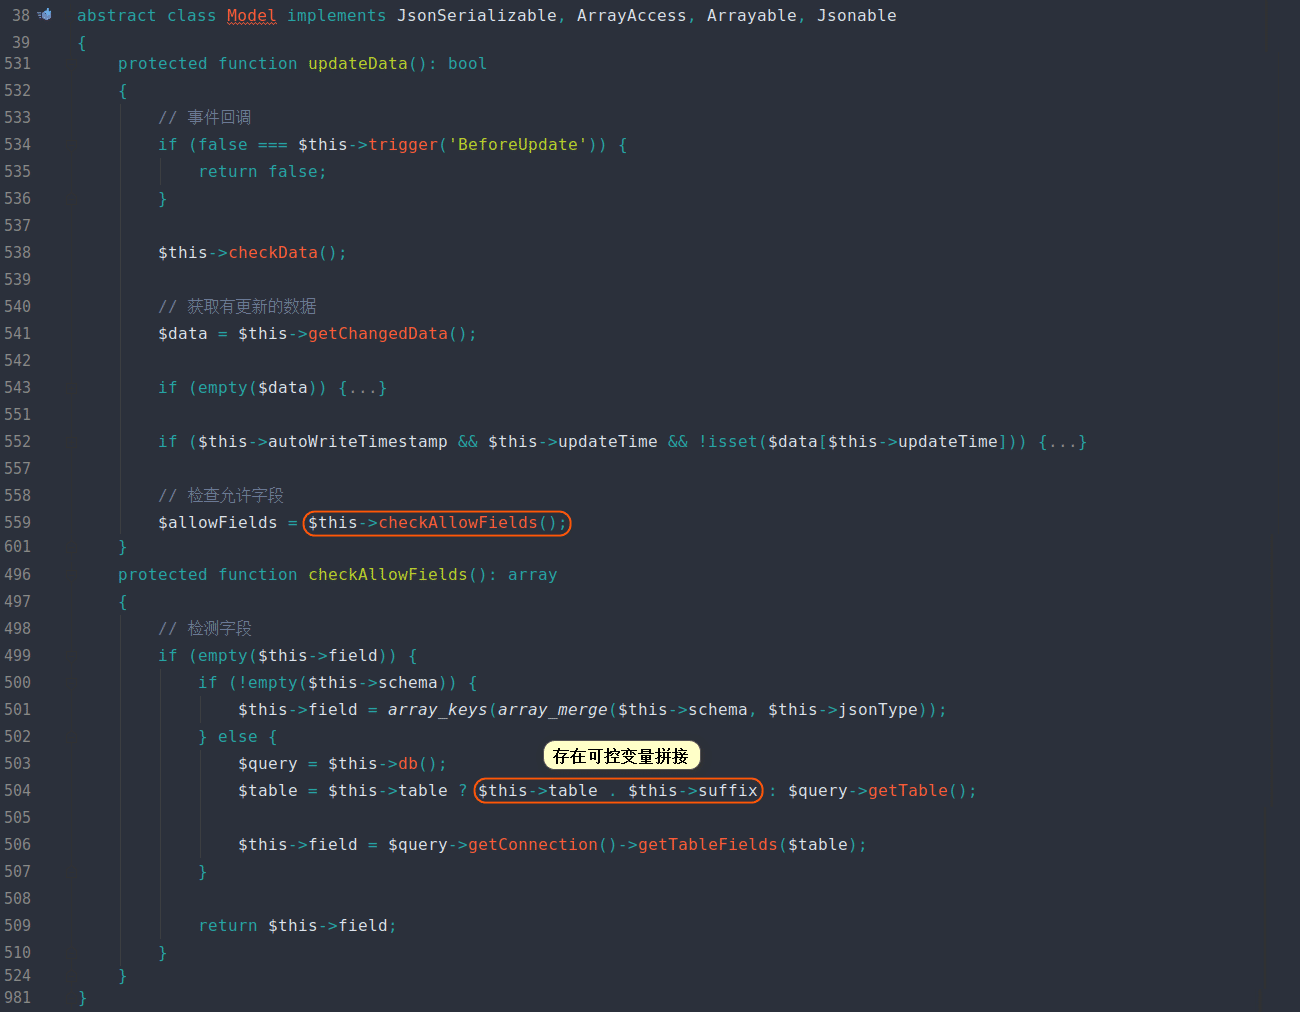 38 abstract class Model implements JsonSerializable, ArrayAccess, Arrayable, Jsonable
39 {
531     protected function updateData(): bool
532     {
533         // 事件回调
534         if (false === $this->trigger('BeforeUpdate')) {
535             return false;
536         }
537
538         $this->checkData();
539
540         // 获取有更新的数据
541         $data = $this->getChangedData();
542
543         if (empty($data)) {...}
551
552         if ($this->autoWriteTimestamp && $this->updateTime && !isset($data[$this->updateTime])) {...}
557
558         // 检查允许字段
559         $allowFields = $this->checkAllowFields();
601     }
496     protected function checkAllowFields(): array
497     {
498         // 检测字段
499         if (empty($this->field)) {
500             if (!empty($this->schema)) {
501                 $this->field = array_keys(array_merge($this->schema, $this->jsonType));
502             } else {
存在可控变量拼接
503                 $query = $this->db();
504                 $table = $this->table ? $this->table . $this->suffix : $query->getTable();
505
506                 $this->field = $query->getConnection()->getTableFields($table);
507             }
508
509             return $this->field;
510         }
524     }
981 }